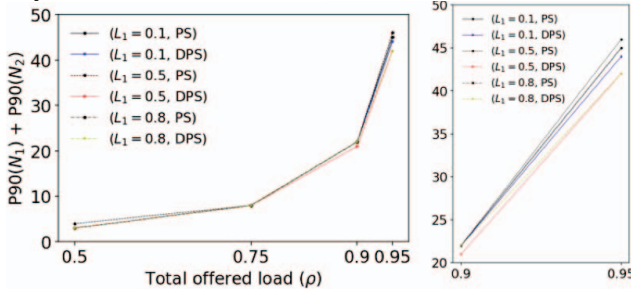 50
40
30
20
10
0
P90(N₁) + P90(N₂)
(L₁ = 0.1, PS)
(L₁ = 0.1, DPS)
(L₁ = 0.5, PS)
(L₁ = 0.5, DPS)
(L₁ = 0.8, PS)
(L₁ = 0.8, DPS)
0.5 0.75 0.9 0.95
Total offered load (ρ)
50
45
40
35
30
25
20
(L₁ = 0.1, PS)
(L₁ = 0.1, DPS)
(L₁ = 0.5, PS)
(L₁ = 0.5, DPS)
(L₁ = 0.8, PS)
(L₁ = 0.8, DPS)
0.9 0.95